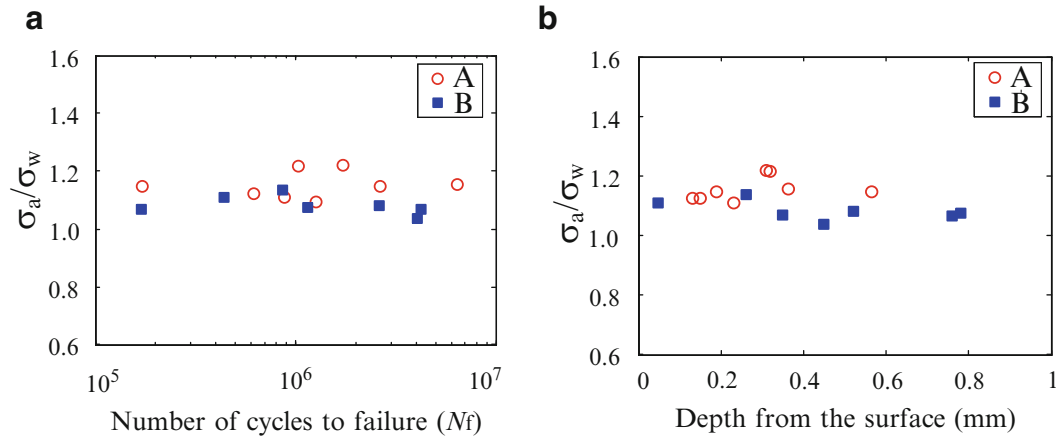 a
1.6
1.4
1.2
1.0
0.8
0.6
σa/σw
A
B
10^5
10^6
10^7
Number of cycles to failure (Nf)
b
1.6
1.4
1.2
1.0
0.8
0.6
σa/σw
A
B
0
0.2
0.4
0.6
0.8
1
Depth from the surface (mm)